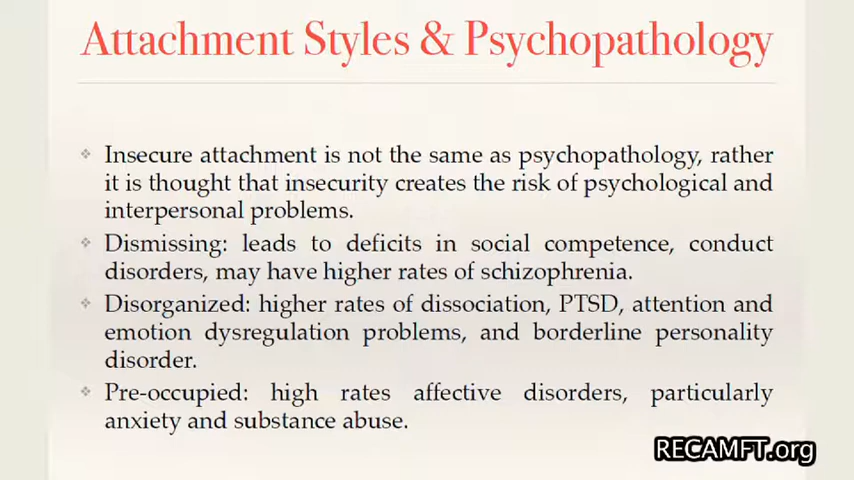 Attachment Styles & Psychopathology
Insecure attachment is not the same as psychopathology, rather
it is thought that insecurity creates the risk of psychological and
interpersonal problems.
Dismissing: leads to deficits in social competence, conduct
disorders, may have higher rates of schizophrenia.
Disorganized: higher rates of dissociation, PTSD, attention and
emotion dysregulation problems, and borderline personality
disorder.
Pre-occupied: high rates affective disorders, particularly
anxiety and substance abuse.
RECAMFT.org